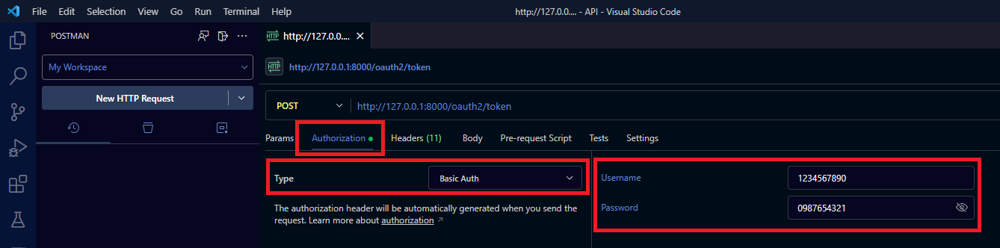 File Edit Selection View Go Run Terminal Help http://127.0.0.... - API - Visual Studio Code
POSTMAN
My Workspace
New HTTP Request
HTTP http://127.0.0....
HTTP http://127.0.0.1:8000/oauth2/token
POST http://127.0.0.1:8000/oauth2/token
Params Authorization Headers (11) Body Pre-request Script Tests Settings
Type Basic Auth
The authorization header will be automatically generated when you send the
request. Learn more about authorization
Username 1234567890
Password 0987654321